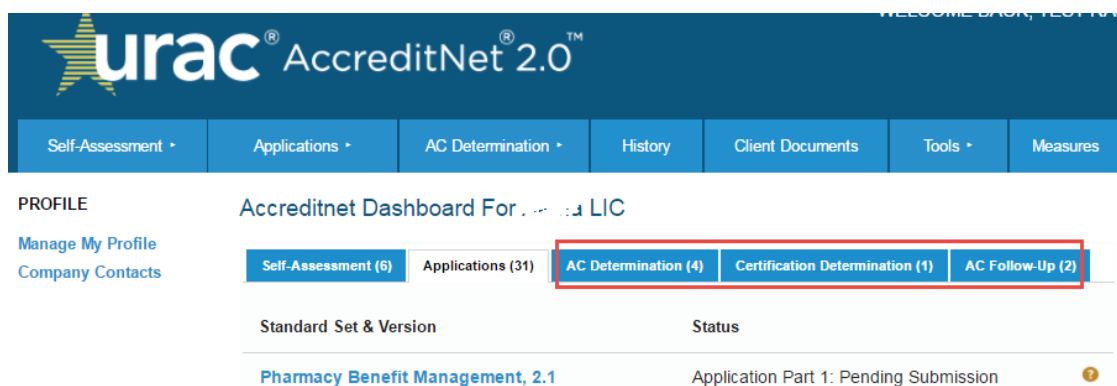 urac® AccreditNet®2.0™
Self-Assessment Applications AC Determination History Client Documents Tools Measures
PROFILE
Manage My Profile
Company Contacts
Accreditnet Dashboard For LIC
Self-Assessment (6) Applications (31) AC Determination (4) Certification Determination (1) AC Follow-Up (2)
Standard Set & Version Status
Pharmacy Benefit Management, 2.1 Application Part 1: Pending Submission ?